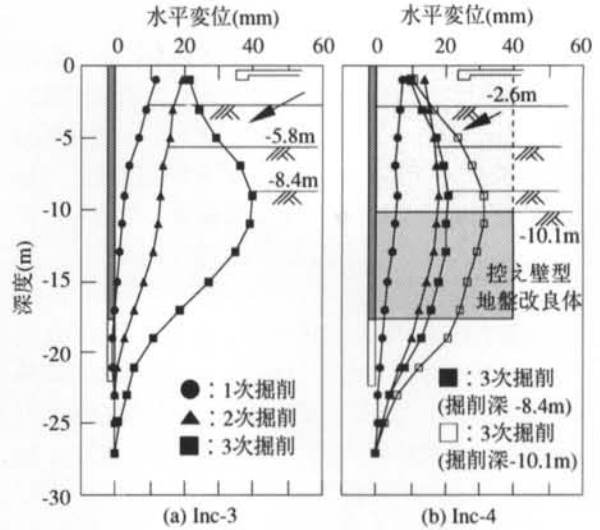 水平変位(mm)
水平変位(mm)
0 20 40 60
0 20 40 60
0
-5
-10
-15
-20
-25
-30
深度(m)
-5.8m
-8.4m
●：1次掘削
▲：2次掘削
■：3次掘削
-2.6m
-10.1m
控え壁型
地盤改良体
■：3次掘削
(掘削深 -8.4m)
□：3次掘削
(掘削深-10.1m)
(a) Inc-3
(b) Inc-4